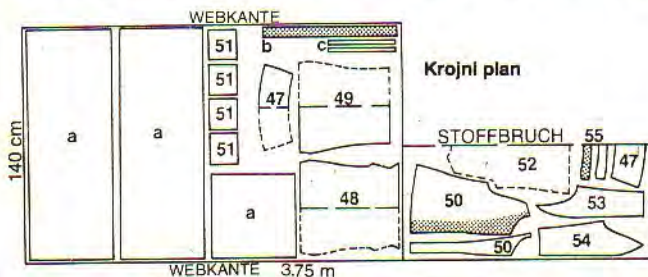 WEBKANTE
51
b
c
Krojni plan
51
47
49
a
a
51
STOFFBRUCH
55
51
52
47
140 cm
50
53
a
48
50
54
WEBKANTE 3.75 m